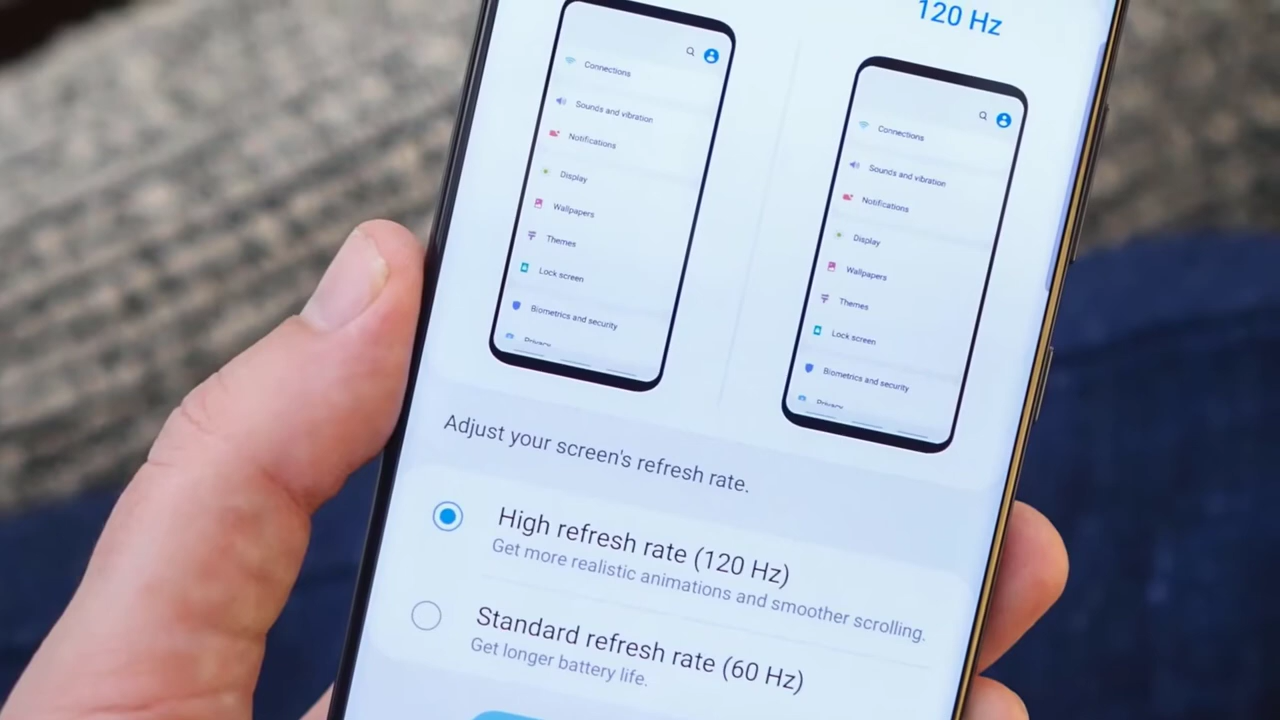 120 Hz
Connections
Sounds and vibration
Notifications
Display
Wallpapers
Themes
Lock screen
Biometrics and security
Privacy
Connections
Sounds and vibration
Notifications
Display
Wallpapers
Themes
Lock screen
Biometrics and security
Privacy
Adjust your screen's refresh rate.
High refresh rate (120 Hz)
Get more realistic animations and smoother scrolling.
Standard refresh rate (60 Hz)
Get longer battery life.